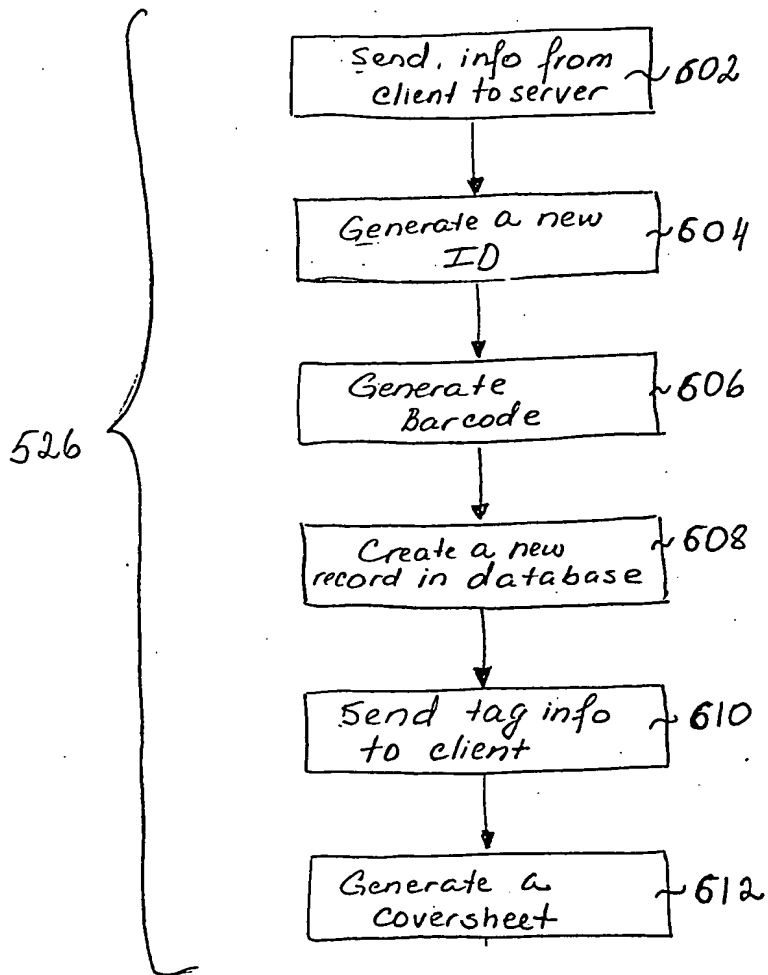 Send. info from
client to server
602
Generate a new
ID
604
Generate
Barcode
606
526
Create a new
record in database
608
Send tag info
to client
610
Generate a
Coversheet
612